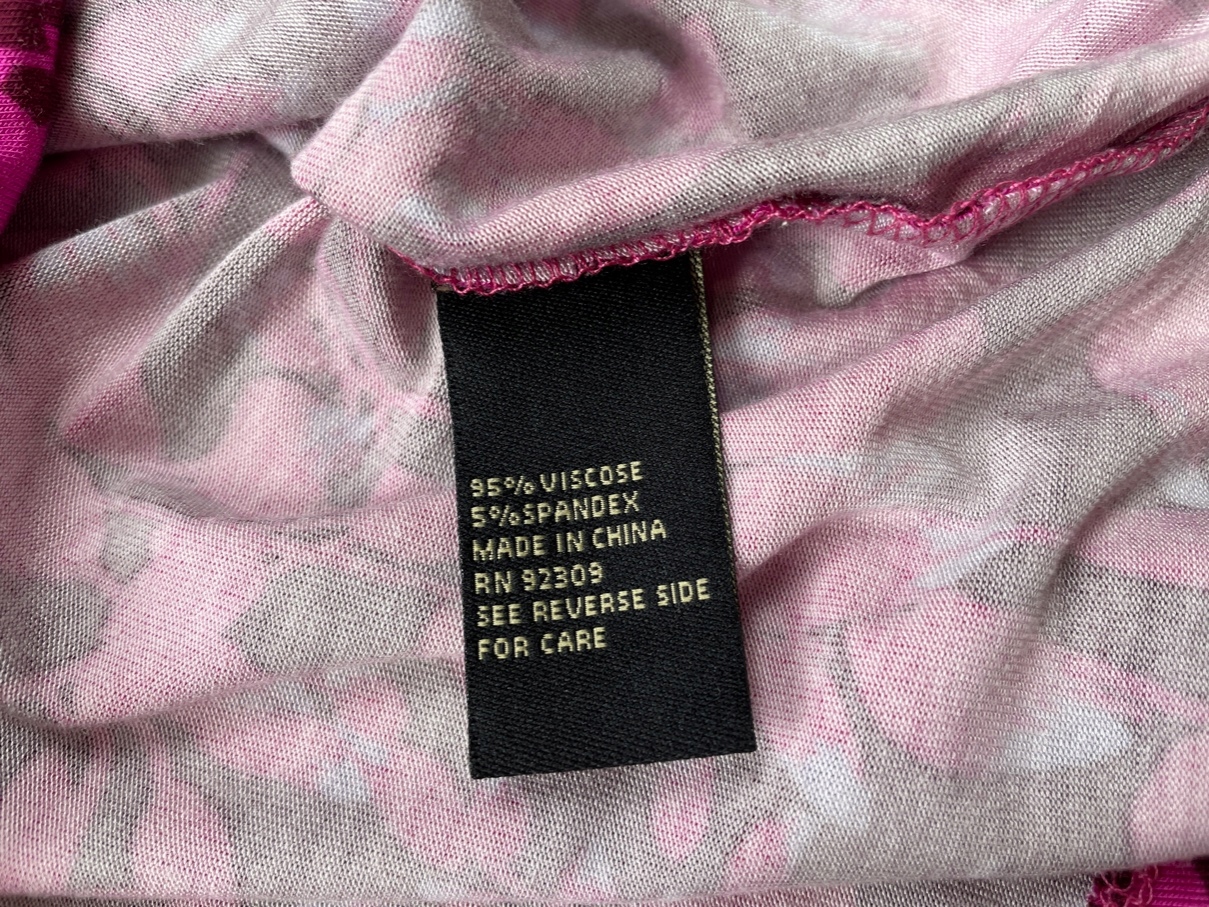 95% VISCOSE
5% SPANDEX
MADE IN CHINA
RN 92309
SEE REVERSE SIDE
FOR CARE